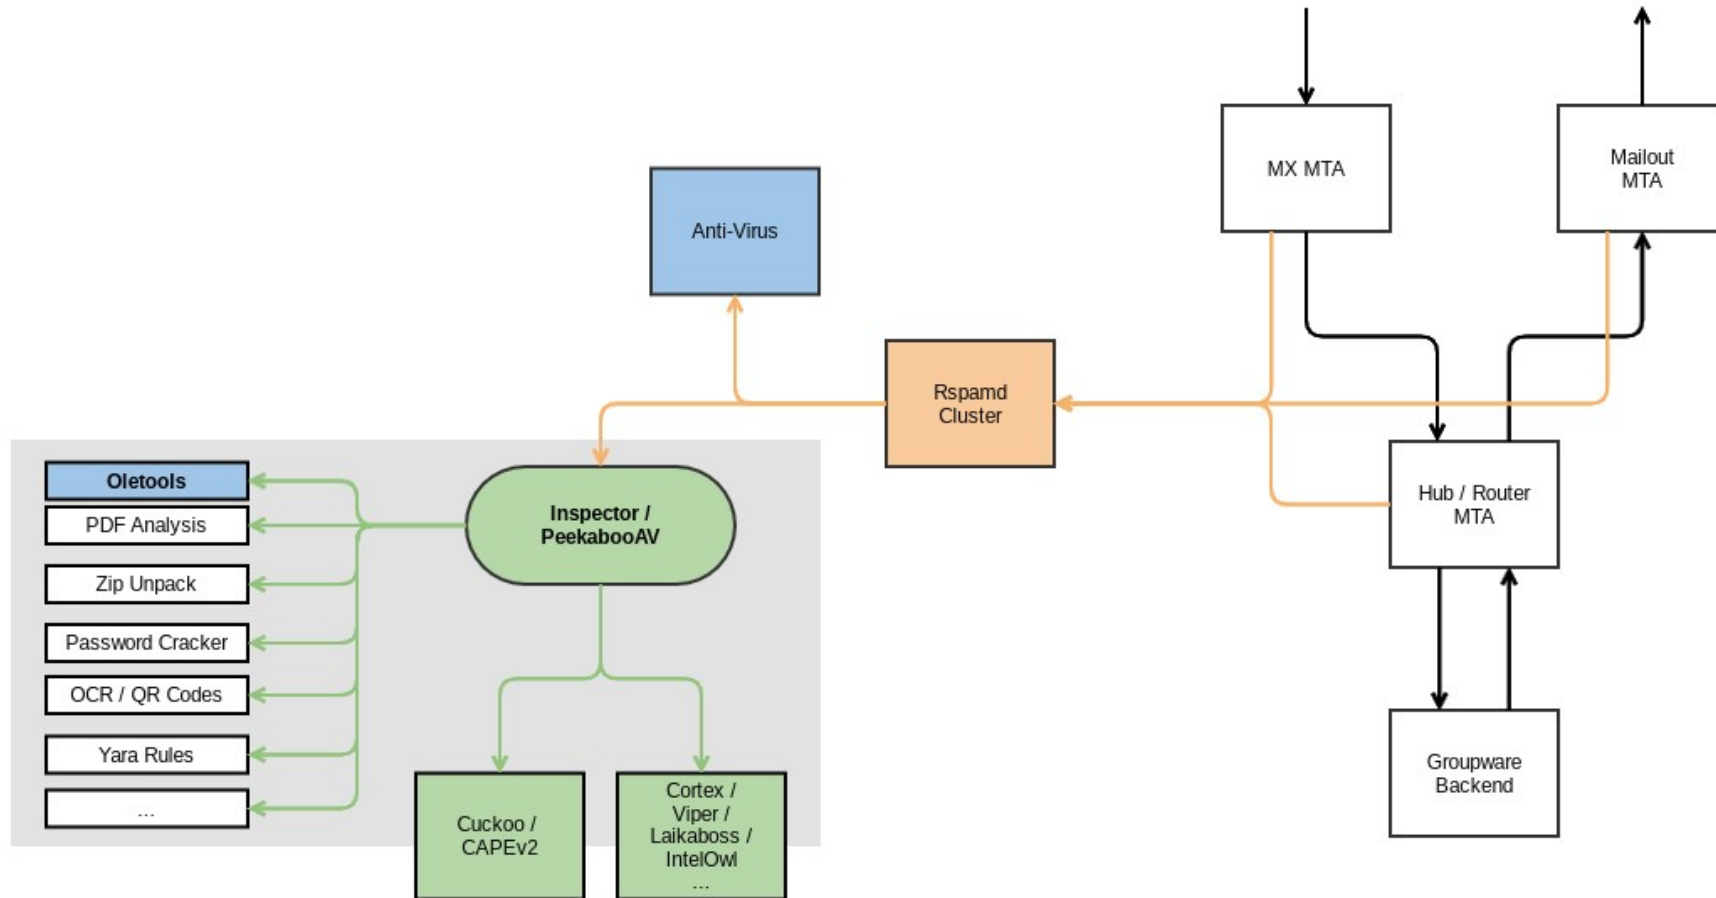 MX MTA
Mailout
MTA
Anti-Virus
Rspamd
Cluster
Hub / Router
MTA
Oletools
PDF Analysis
Zip Unpack
Password Cracker
OCR / QR Codes
Yara Rules
...
Inspector /
PeekabooAV
Cuckoo /
CAPEv2
Cortex /
Viper /
Laikaboss /
IntelOwl
...
Groupware
Backend